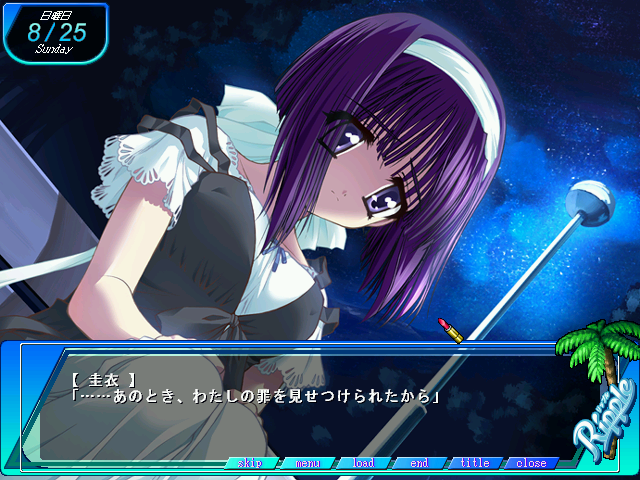 日曜日
8/25
Sunday
【 圭衣 】
「……あのとき、わたしの罪を見せつけられたから」
skip menu load end title close
Ripple